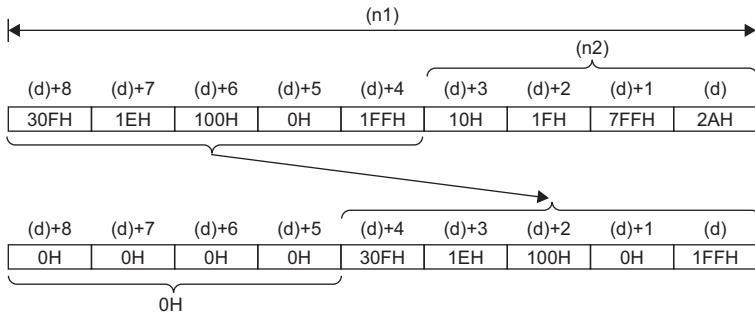 (n1)
(n2)
(d)+8 (d)+7 (d)+6 (d)+5 (d)+4 (d)+3 (d)+2 (d)+1 (d)
30FH 1EH 100H 0H 1FFH 10H 1FH 7FFH 2AH
(d)+8 (d)+7 (d)+6 (d)+5 (d)+4 (d)+3 (d)+2 (d)+1 (d)
0H 0H 0H 0H 30FH 1EH 100H 0H 1FFH
0H